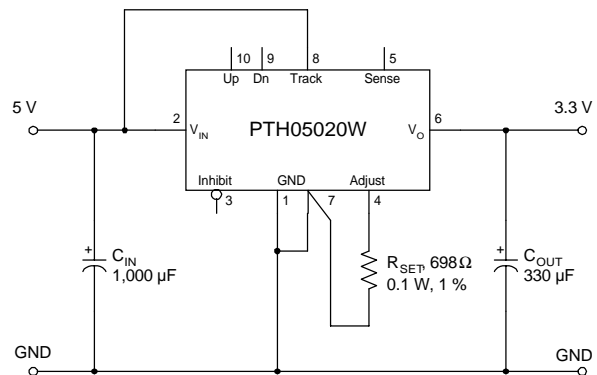 10 9 8 5
Up Dn Track Sense
5 V 2 V_IN PTH05020W V_O 6 3.3 V
Inhibit GND Adjust
3 1 7 4
+ C_IN
1,000 µF
R_SET, 698Ω
0.1 W, 1 %
+ C_OUT
330 µF
GND GND